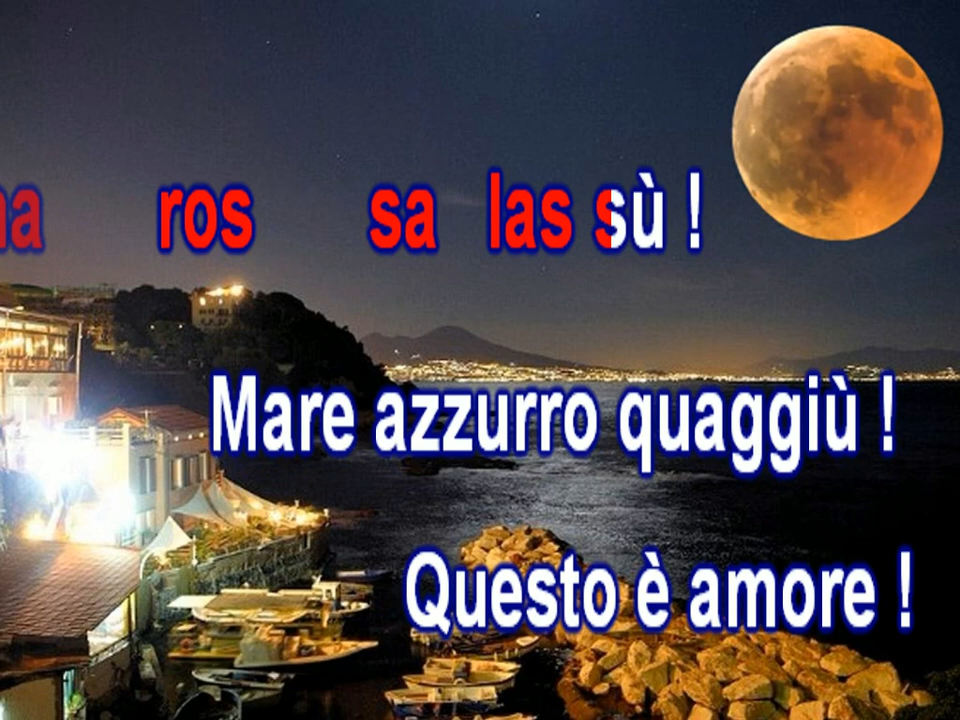 na ros sa las sù !
Mare azzurro quaggiù !
Questo è amore !